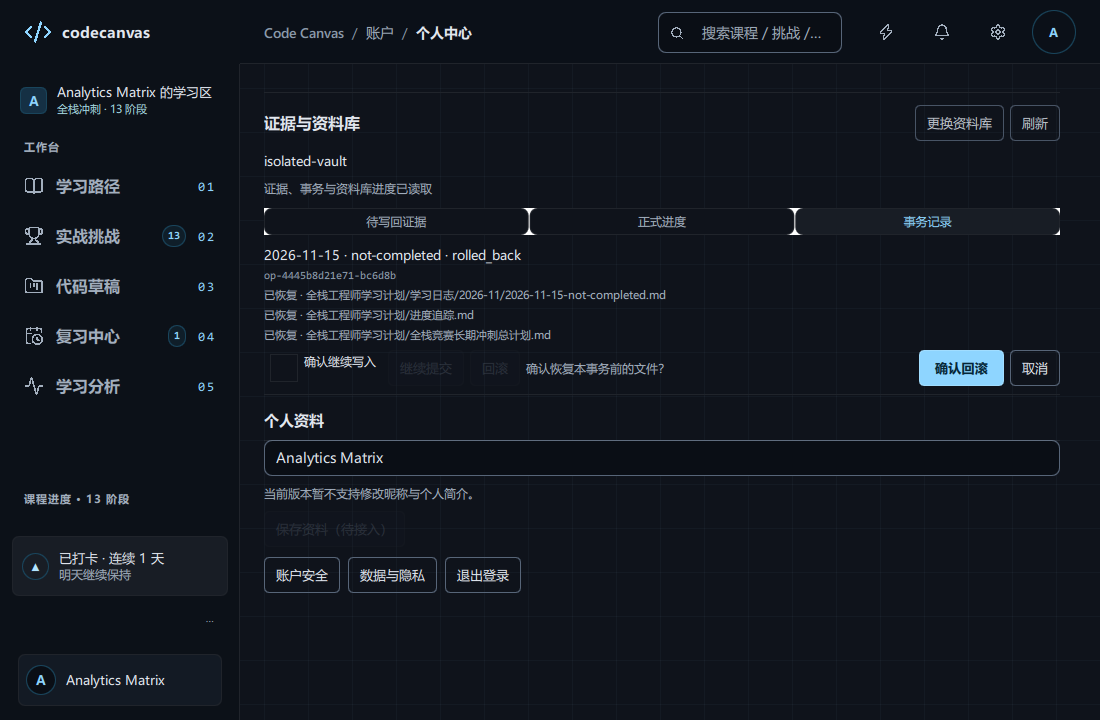 codecanvas
Code Canvas / 账户 / 个人中心
搜索课程 / 挑战 /...
A
A
Analytics Matrix 的学习区
全栈冲刺 · 13 阶段
工作台
学习路径 01
实战挑战 13 02
代码草稿 03
复习中心 1 04
学习分析 05
课程进度 • 13 阶段
已打卡 · 连续 1 天
明天继续保持
...
A
Analytics Matrix
证据与资料库
更换资料库
刷新
isolated-vault
证据、事务与资料库进度已读取
待写回证据
正式进度
事务记录
2026-11-15 · not-completed · rolled_back
op-4445b8d21e71-bc6d8b
已恢复 · 全栈工程师学习计划/学习日志/2026-11/2026-11-15-not-completed.md
已恢复 · 全栈工程师学习计划/进度追踪.md
已恢复 · 全栈工程师学习计划/全栈竞赛长期冲刺总计划.md
确认继续写入
继续提交
回滚
确认恢复本事务前的文件?
确认回滚
取消
个人资料
Analytics Matrix
当前版本暂不支持修改昵称与个人简介。
保存资料（待接入）
账户安全
数据与隐私
退出登录